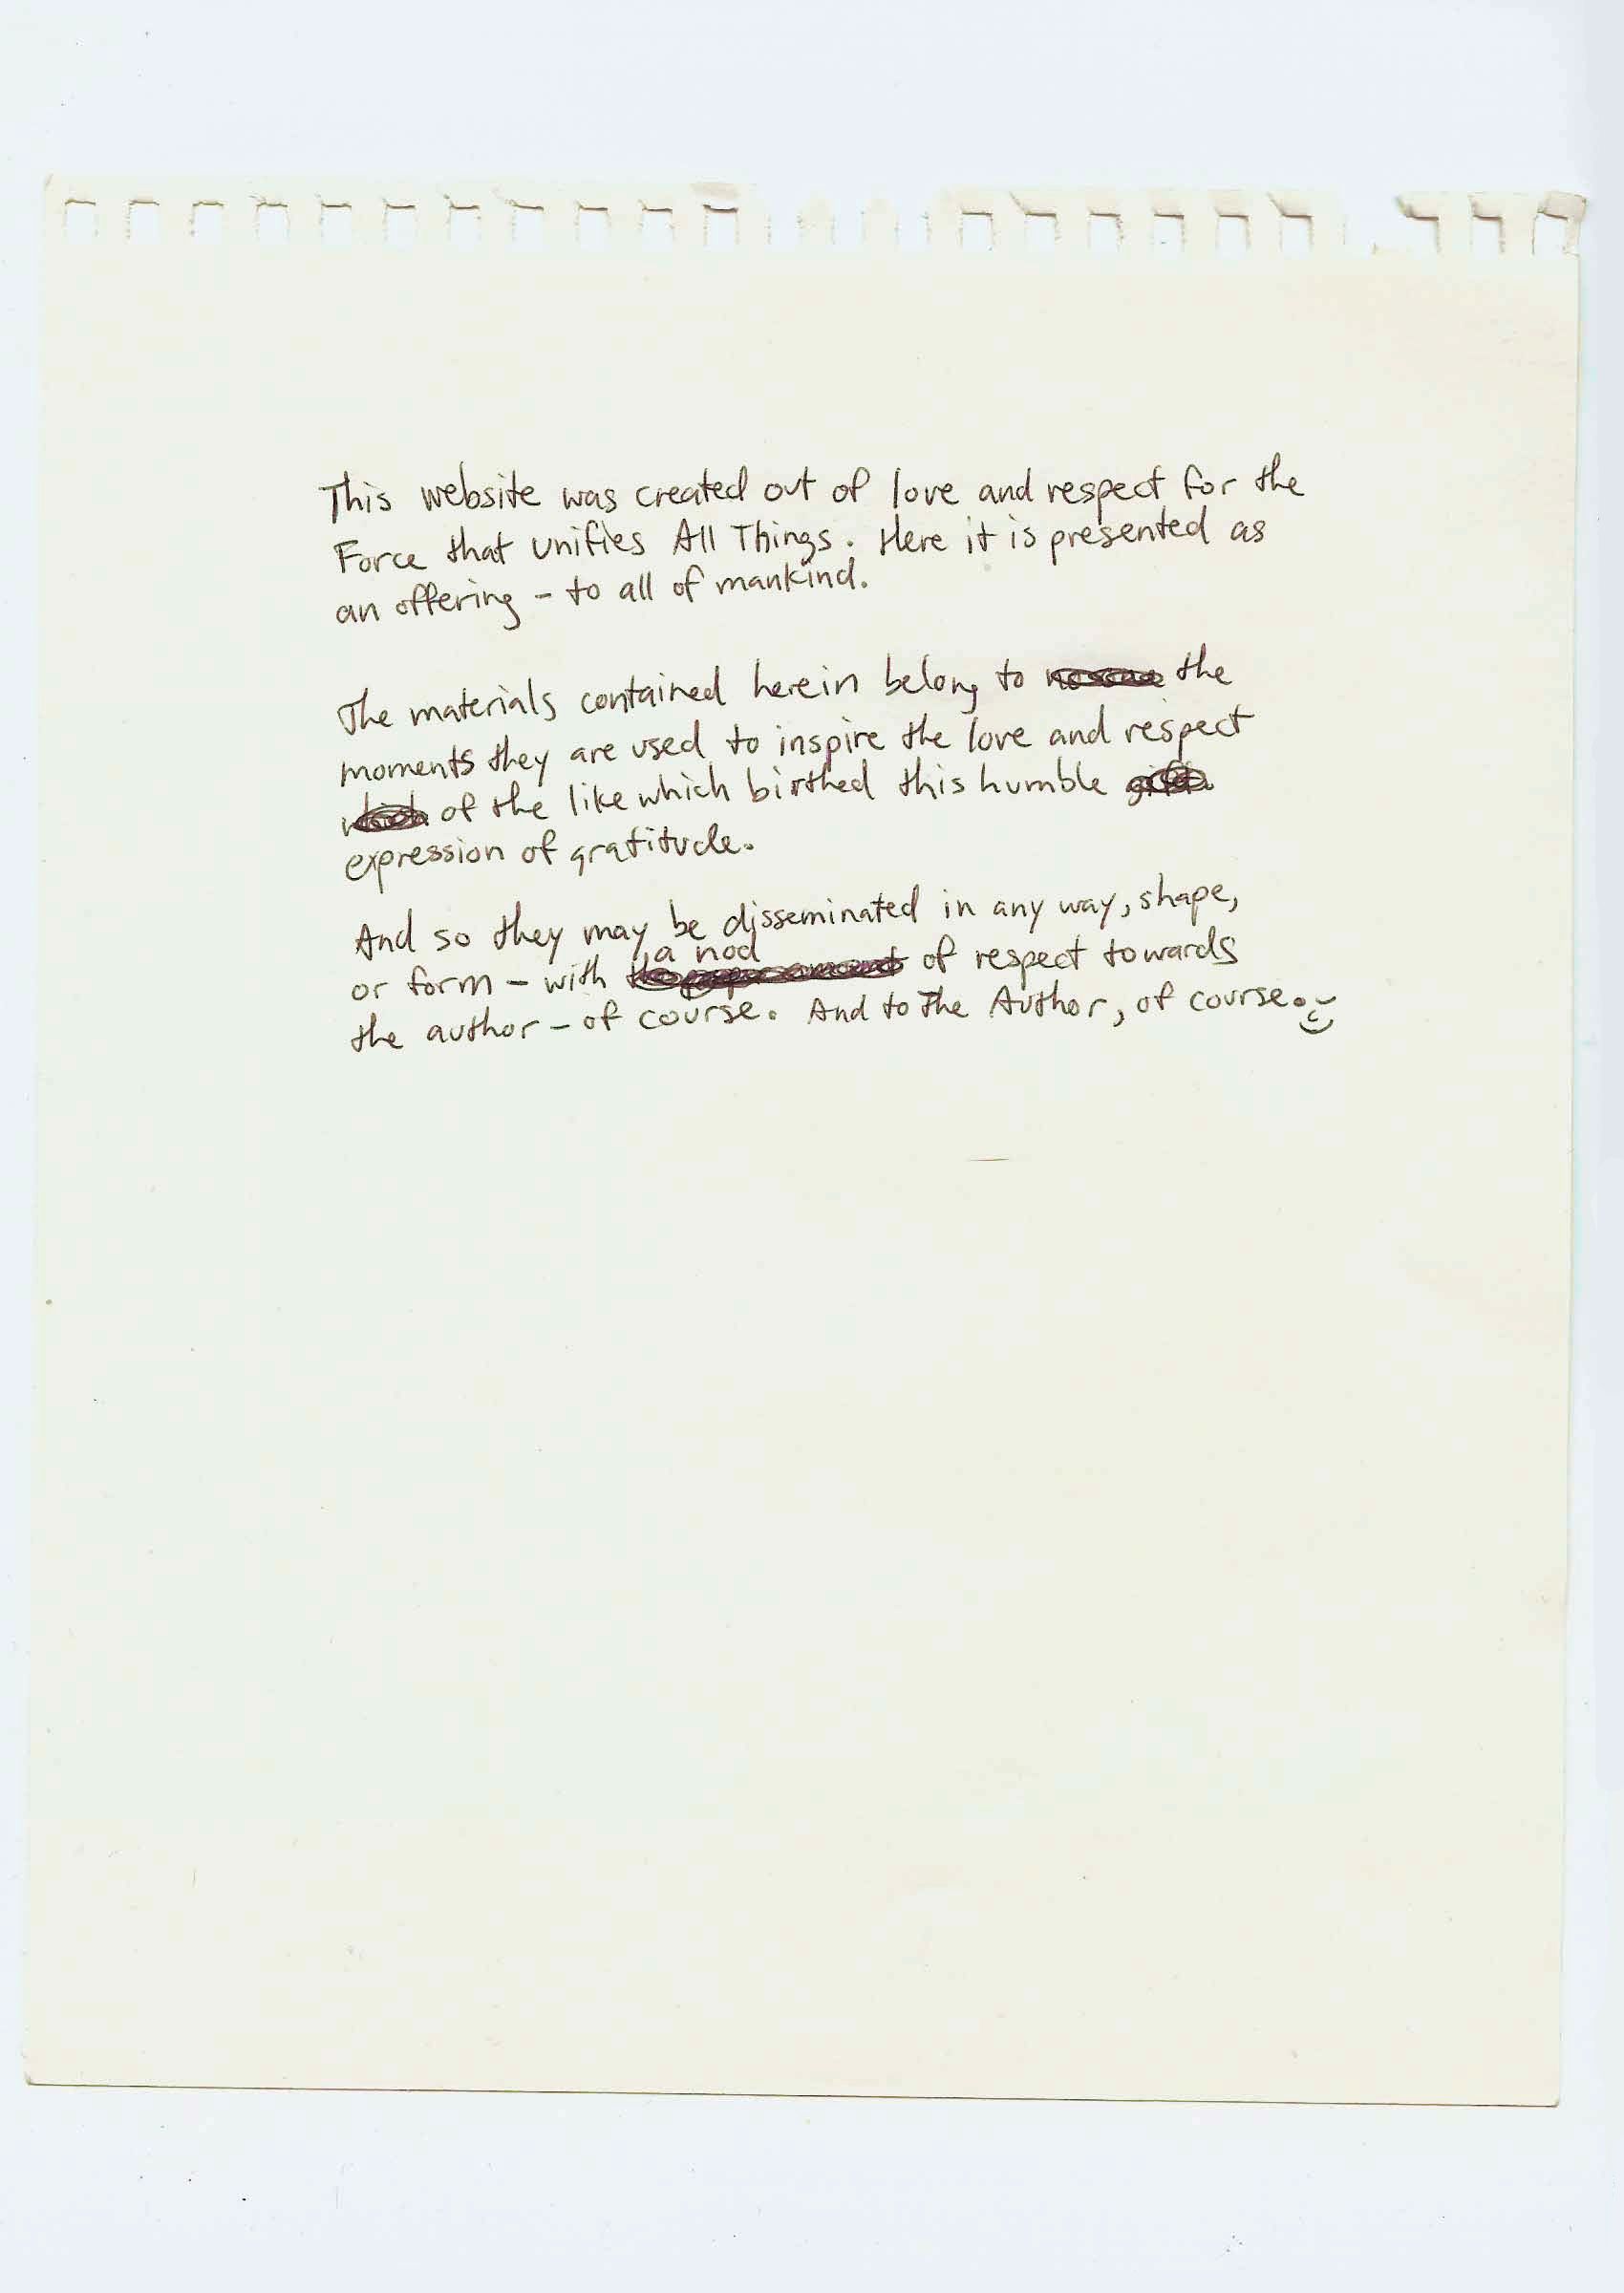 This website was created out of love and respect for the
Force that unifies All Things. Here it is presented as
an offering – to all of mankind.
The materials contained herein belong to the
moments they are used to inspire the love and respect
of the like which birthed this humble
expression of gratitude.
And so they may be disseminated in any way, shape,
a nod
or form – with of respect towards
the author – of course. And to The Author, of course.